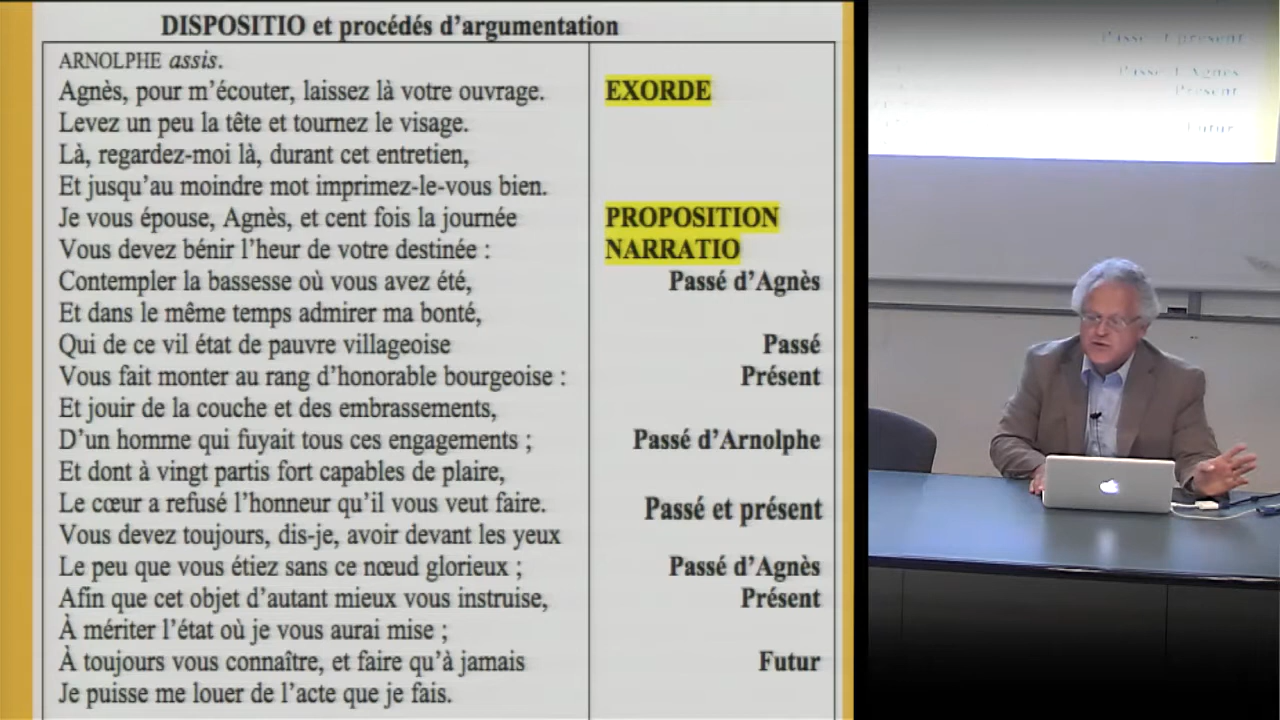 DISPOSITIO et procédés d'argumentation
ARNOLPHE assis.
Agnès, pour m'écouter, laissez là votre ouvrage. EXORDE
Levez un peu la tête et tournez le visage.
Là, regardez-moi là, durant cet entretien,
Et jusqu'au moindre mot imprimez-le-vous bien.
Je vous épouse, Agnès, et cent fois la journée PROPOSITION
Vous devez bénir l'heur de votre destinée : NARRATIO
Contempler la bassesse où vous avez été, Passé d'Agnès
Et dans le même temps admirer ma bonté,
Qui de ce vil état de pauvre villageoise Passé
Vous fait monter au rang d'honorable bourgeoise : Présent
Et jouir de la couche et des embrassements,
D'un homme qui fuyait tous ces engagements ; Passé d'Arnolphe
Et dont à vingt partis fort capables de plaire,
Le cœur a refusé l'honneur qu'il vous veut faire. Passé et présent
Vous devez toujours, dis-je, avoir devant les yeux
Le peu que vous étiez sans ce nœud glorieux ; Passé d'Agnès
Afin que cet objet d'autant mieux vous instruise, Présent
À mériter l'état où je vous aurai mise ;
À toujours vous connaître, et faire qu'à jamais Futur
Je puisse me louer de l'acte que je fais.
Passé et présent
Passé d'Agnès
Présent
Futur